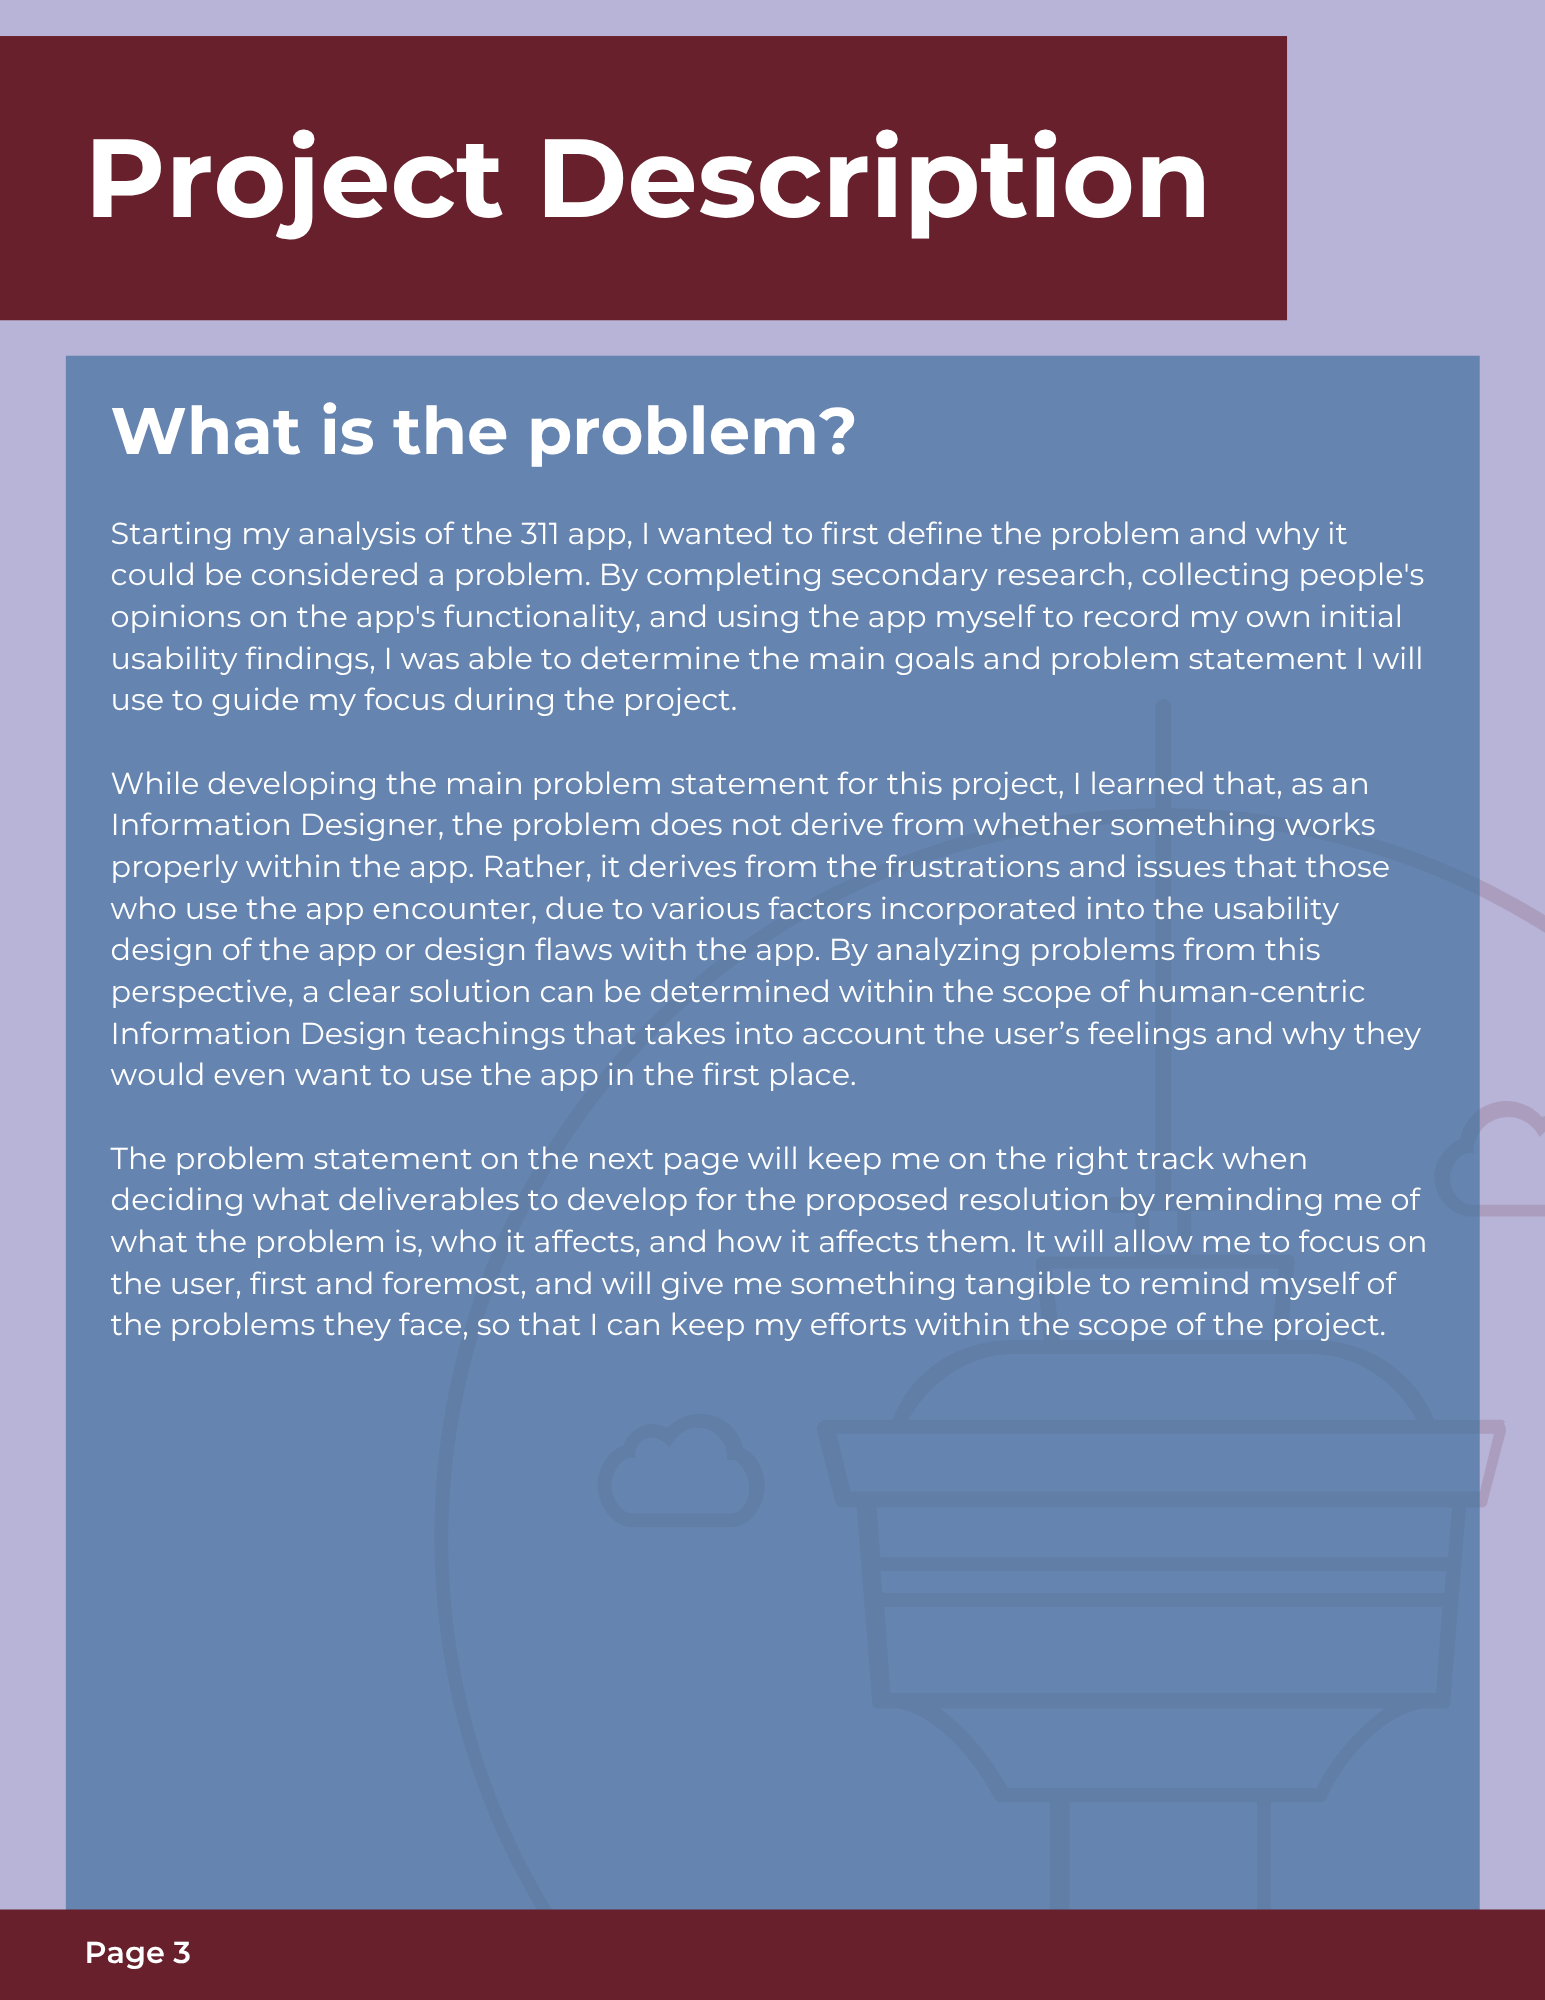 Project Description
What is the problem?
Starting my analysis of the 311 app, I wanted to first define the problem and why it
could be considered a problem. By completing secondary research, collecting people's
opinions on the app's functionality, and using the app myself to record my own initial
usability findings, I was able to determine the main goals and problem statement I will
use to guide my focus during the project.
While developing the main problem statement for this project, I learned that, as an
Information Designer, the problem does not derive from whether something works
properly within the app. Rather, it derives from the frustrations and issues that those
who use the app encounter, due to various factors incorporated into the usability
design of the app or design flaws with the app. By analyzing problems from this
perspective, a clear solution can be determined within the scope of human-centric
Information Design teachings that takes into account the user’s feelings and why they
would even want to use the app in the first place.
The problem statement on the next page will keep me on the right track when
deciding what deliverables to develop for the proposed resolution by reminding me of
what the problem is, who it affects, and how it affects them. It will allow me to focus on
the user, first and foremost, and will give me something tangible to remind myself of
the problems they face, so that I can keep my efforts within the scope of the project.
Page 3